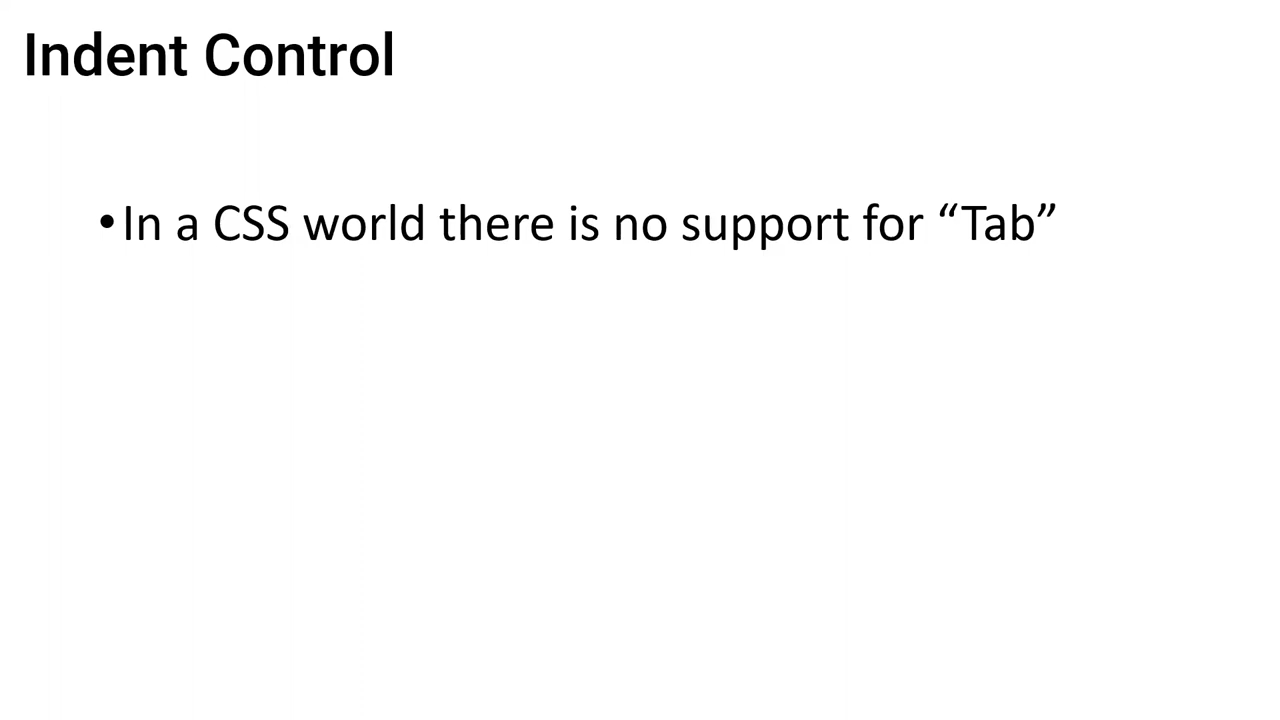 Indent Control
•In a CSS world there is no support for “Tab”